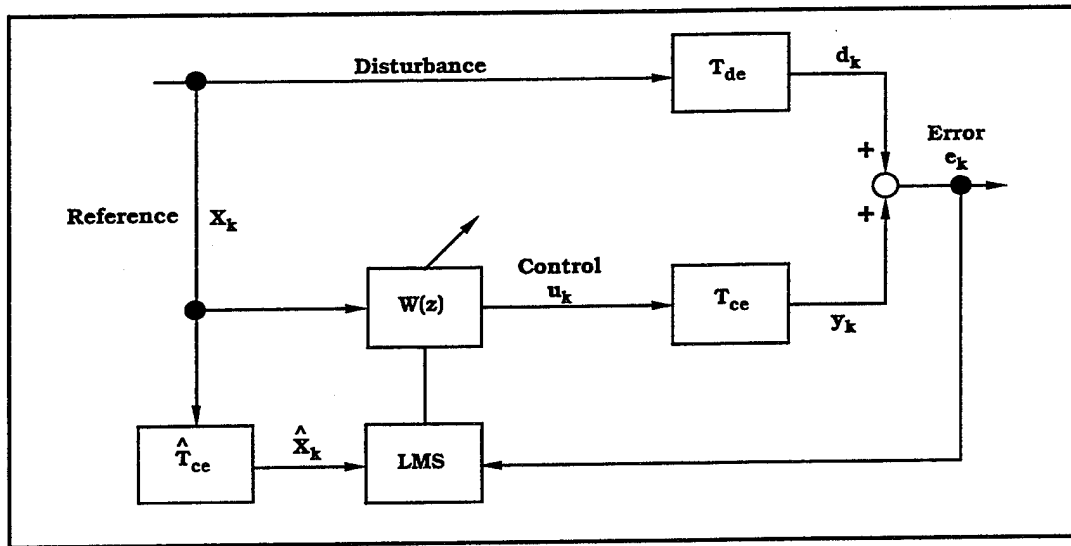 Disturbance
T_de
d_k
+
Error
e_k
+
Reference
X_k
Control
u_k
W(z)
T_ce
y_k
T̂_ce
X̂_k
LMS